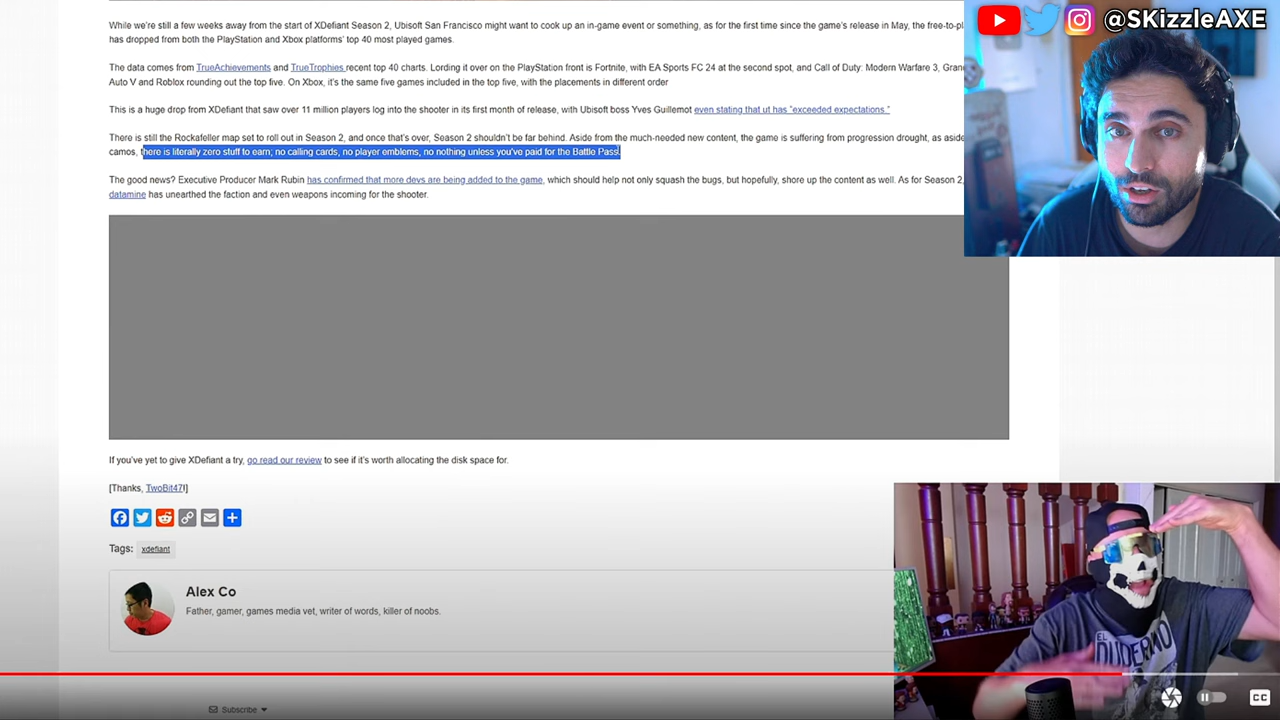 @SKizzleAXE
While we're still a few weeks away from the start of XDefiant Season 2, Ubisoft San Francisco might want to cook up an in-game event or something, as for the first time since the game's release in May, the free-to-pl
has dropped from both the PlayStation and Xbox platforms' top 40 most played games.
The data comes from TrueAchievements and TrueTrophies recent top 40 charts. Lording it over on the PlayStation front is Fortnite, with EA Sports FC 24 at the second spot, and Call of Duty: Modern Warfare 3, Gran
Auto V and Roblox rounding out the top five. On Xbox, it's the same five games included in the top five, with the placements in different order
This is a huge drop from XDefiant that saw over 11 million players log into the shooter in its first month of release, with Ubisoft boss Yves Guillemot even stating that ut has "exceeded expectations."
There is still the Rockafeller map set to roll out in Season 2, and once that's over, Season 2 shouldn't be far behind. Aside from the much-needed new content, the game is suffering from progression drought, as aside
camos, there is literally zero stuff to earn; no calling cards, no player emblems, no nothing unless you've paid for the Battle Pass.
The good news? Executive Producer Mark Rubin has confirmed that more devs are being added to the game, which should help not only squash the bugs, but hopefully, shore up the content as well. As for Season 2,
datamine has unearthed the faction and even weapons incoming for the shooter.
If you've yet to give XDefiant a try, go read our review to see if it's worth allocating the disk space for.
[Thanks, TwoBit47!]
Tags: xdefiant
Alex Co
Father, gamer, games media vet, writer of words, killer of noobs.
EL
DUDERINO
CC
Subscribe